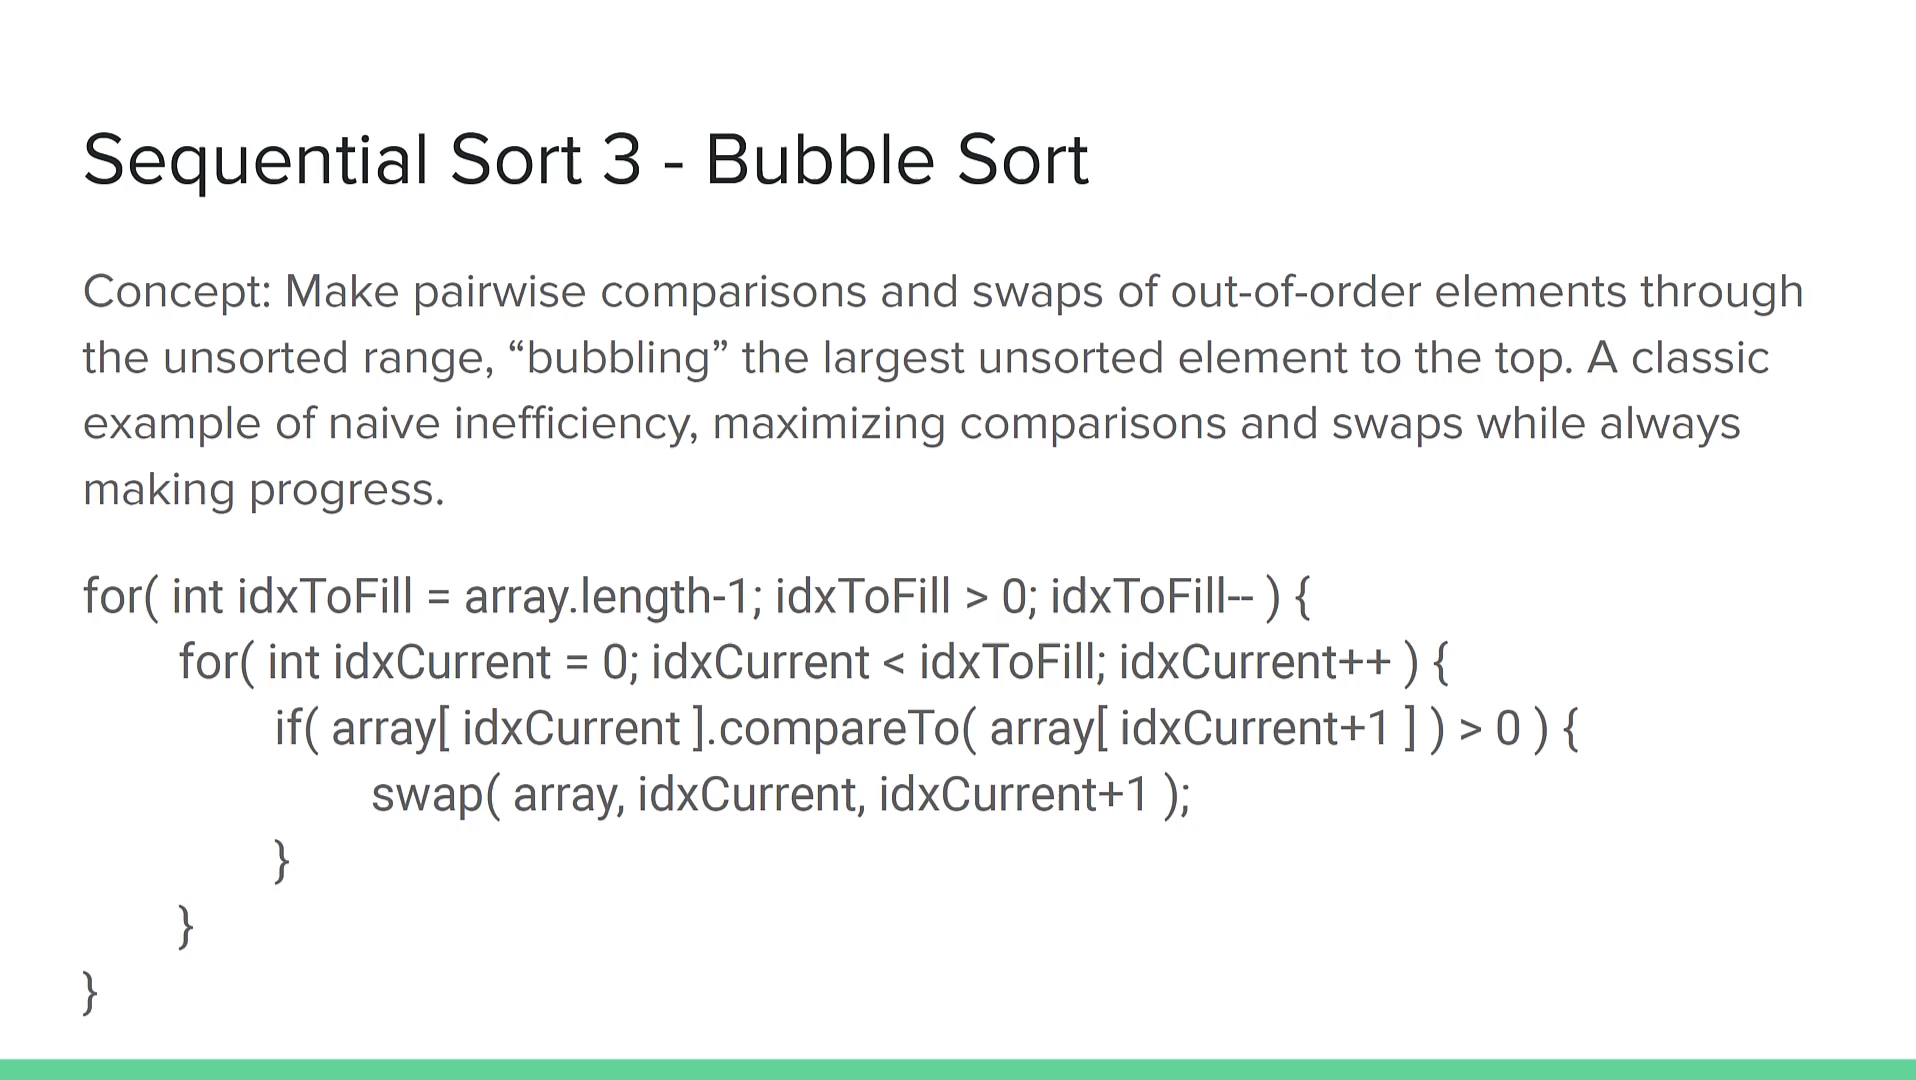 Sequential Sort 3 - Bubble Sort
Concept: Make pairwise comparisons and swaps of out-of-order elements through
the unsorted range, “bubbling” the largest unsorted element to the top. A classic
example of naive inefficiency, maximizing comparisons and swaps while always
making progress.
for( int idxToFill = array.length-1; idxToFill > 0; idxToFill-- ) {
for( int idxCurrent = 0; idxCurrent < idxToFill; idxCurrent++ ) {
if( array[ idxCurrent ].compareTo( array[ idxCurrent+1 ] ) > 0 ) {
swap( array, idxCurrent, idxCurrent+1 );
}
}
}